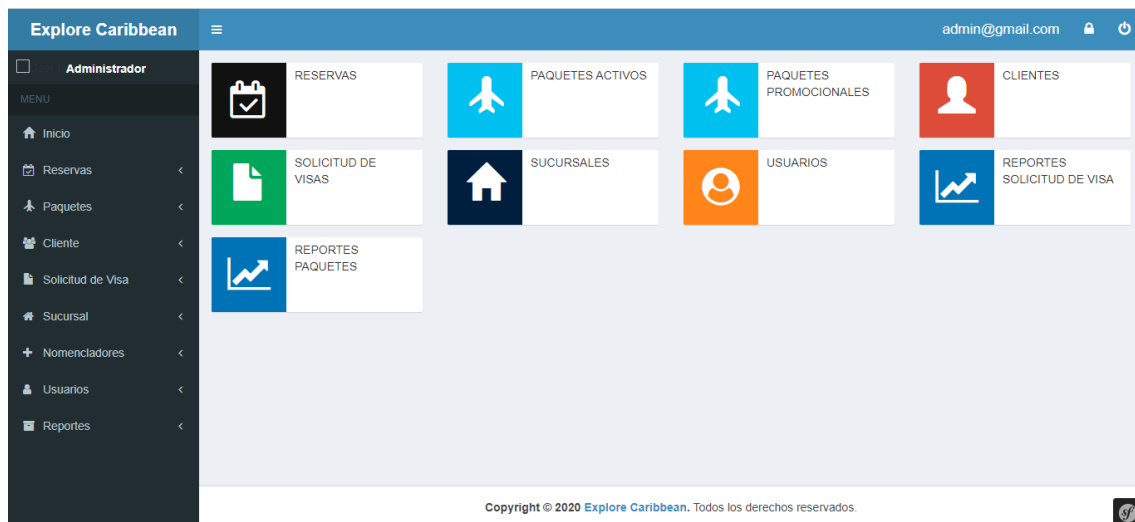 Explore Caribbean
admin@gmail.com
Administrador
MENU
Inicio
Reservas
Paquetes
Cliente
Solicitud de Visa
Sucursal
Nomencladores
Usuarios
Reportes
RESERVAS
PAQUETES ACTIVOS
PAQUETES
PROMOCIONALES
CLIENTES
SOLICITUD DE
VISAS
SUCURSALES
USUARIOS
REPORTES
SOLICITUD DE VISA
REPORTES
PAQUETES
Copyright © 2020 Explore Caribbean. Todos los derechos reservados.
sf